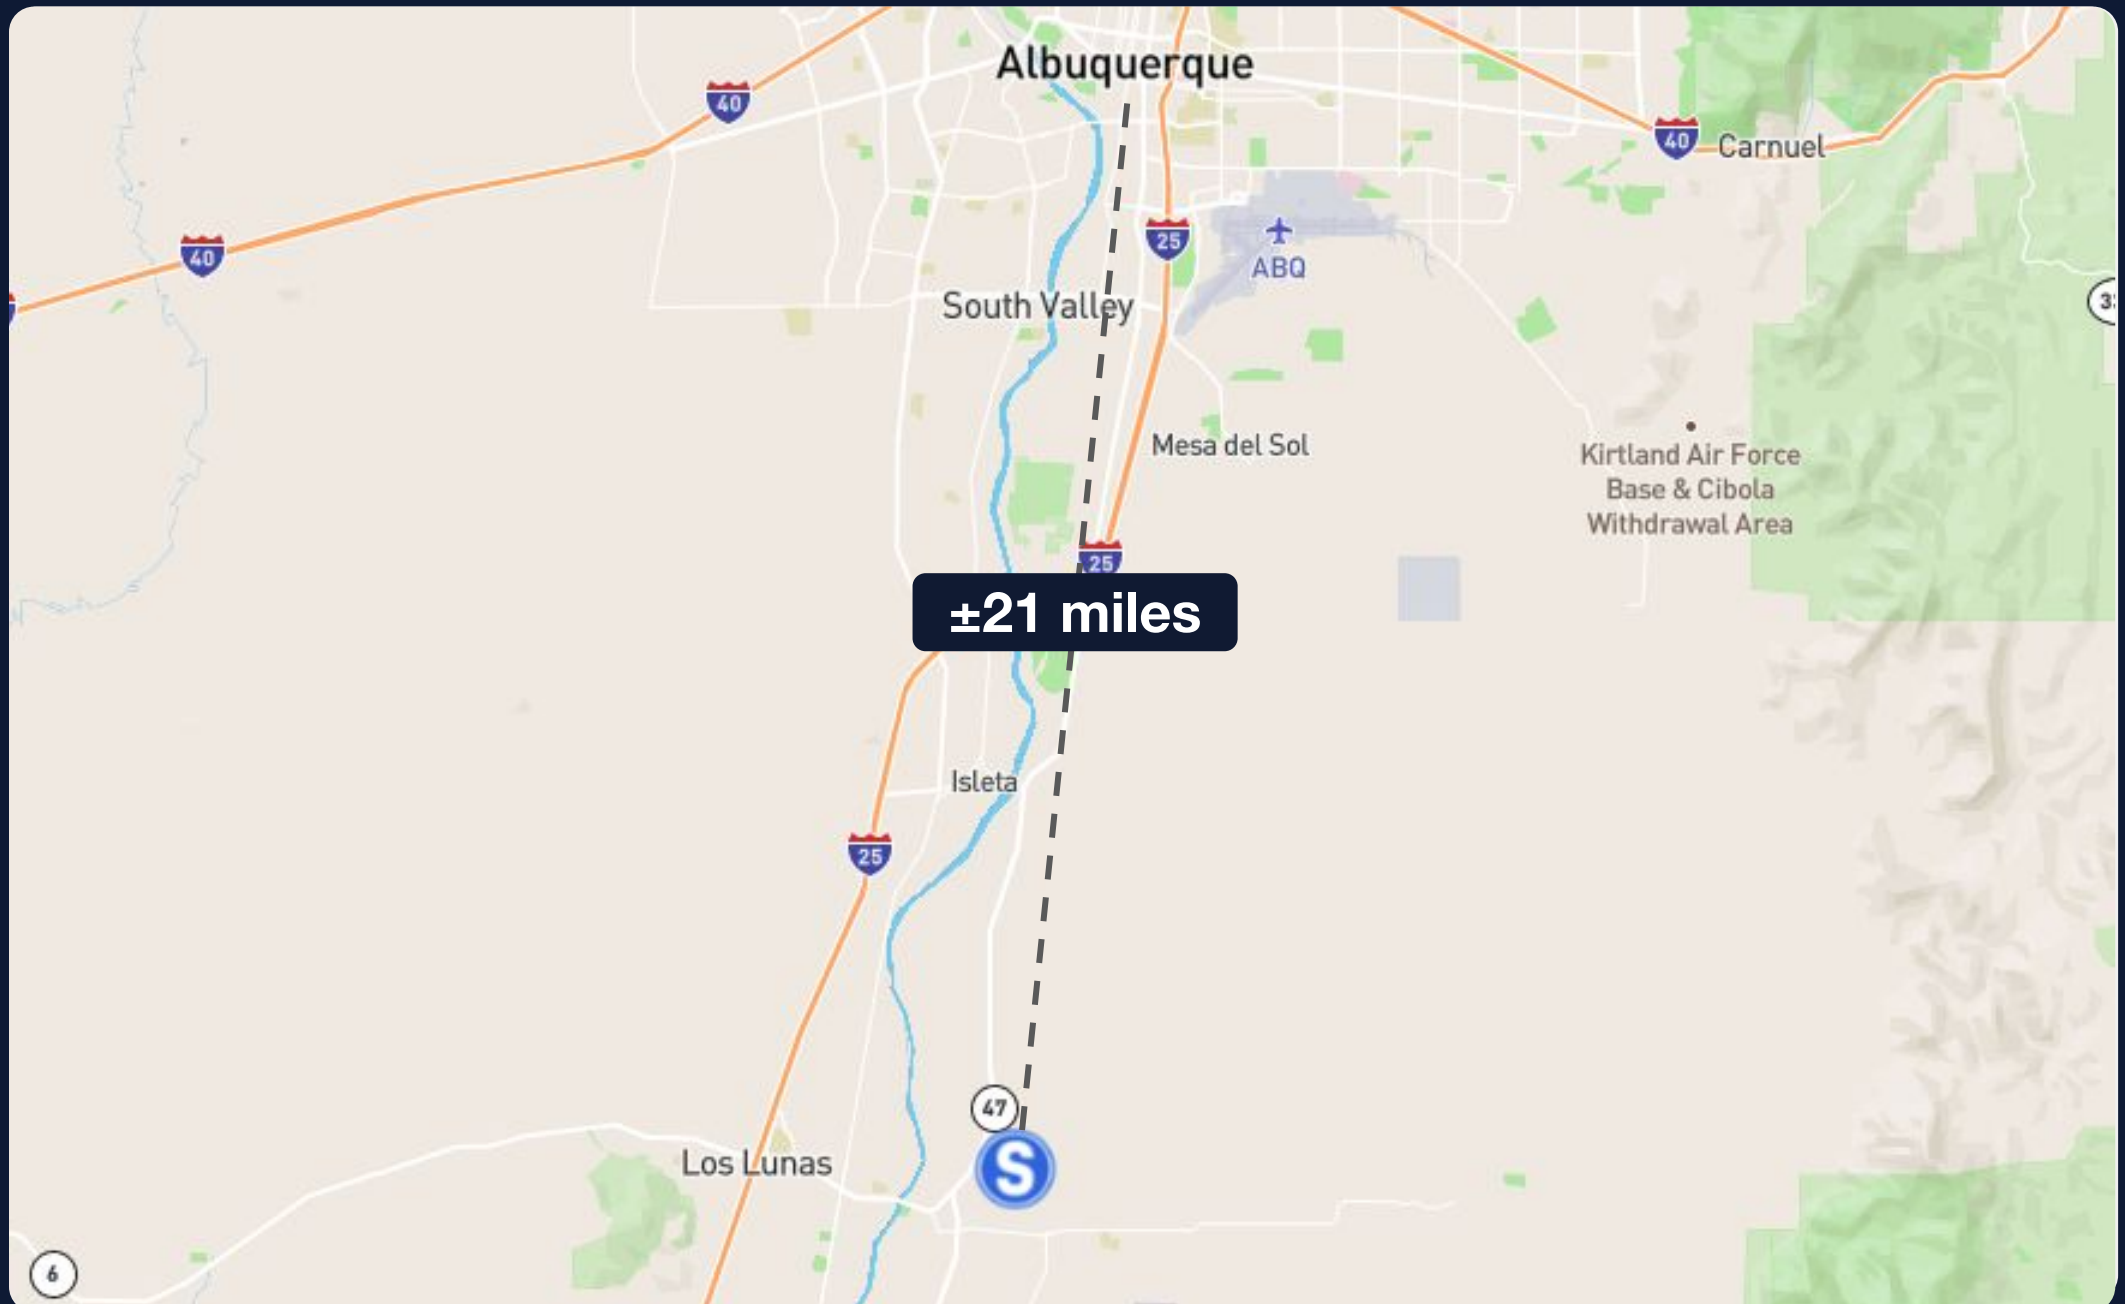 Albuquerque
40
40
Carnuel
40
25
ABQ
South Valley
Mesa del Sol
Kirtland Air Force
Base & Cibola
Withdrawal Area
25
±21 miles
Isleta
25
47
Los Lunas
S
6